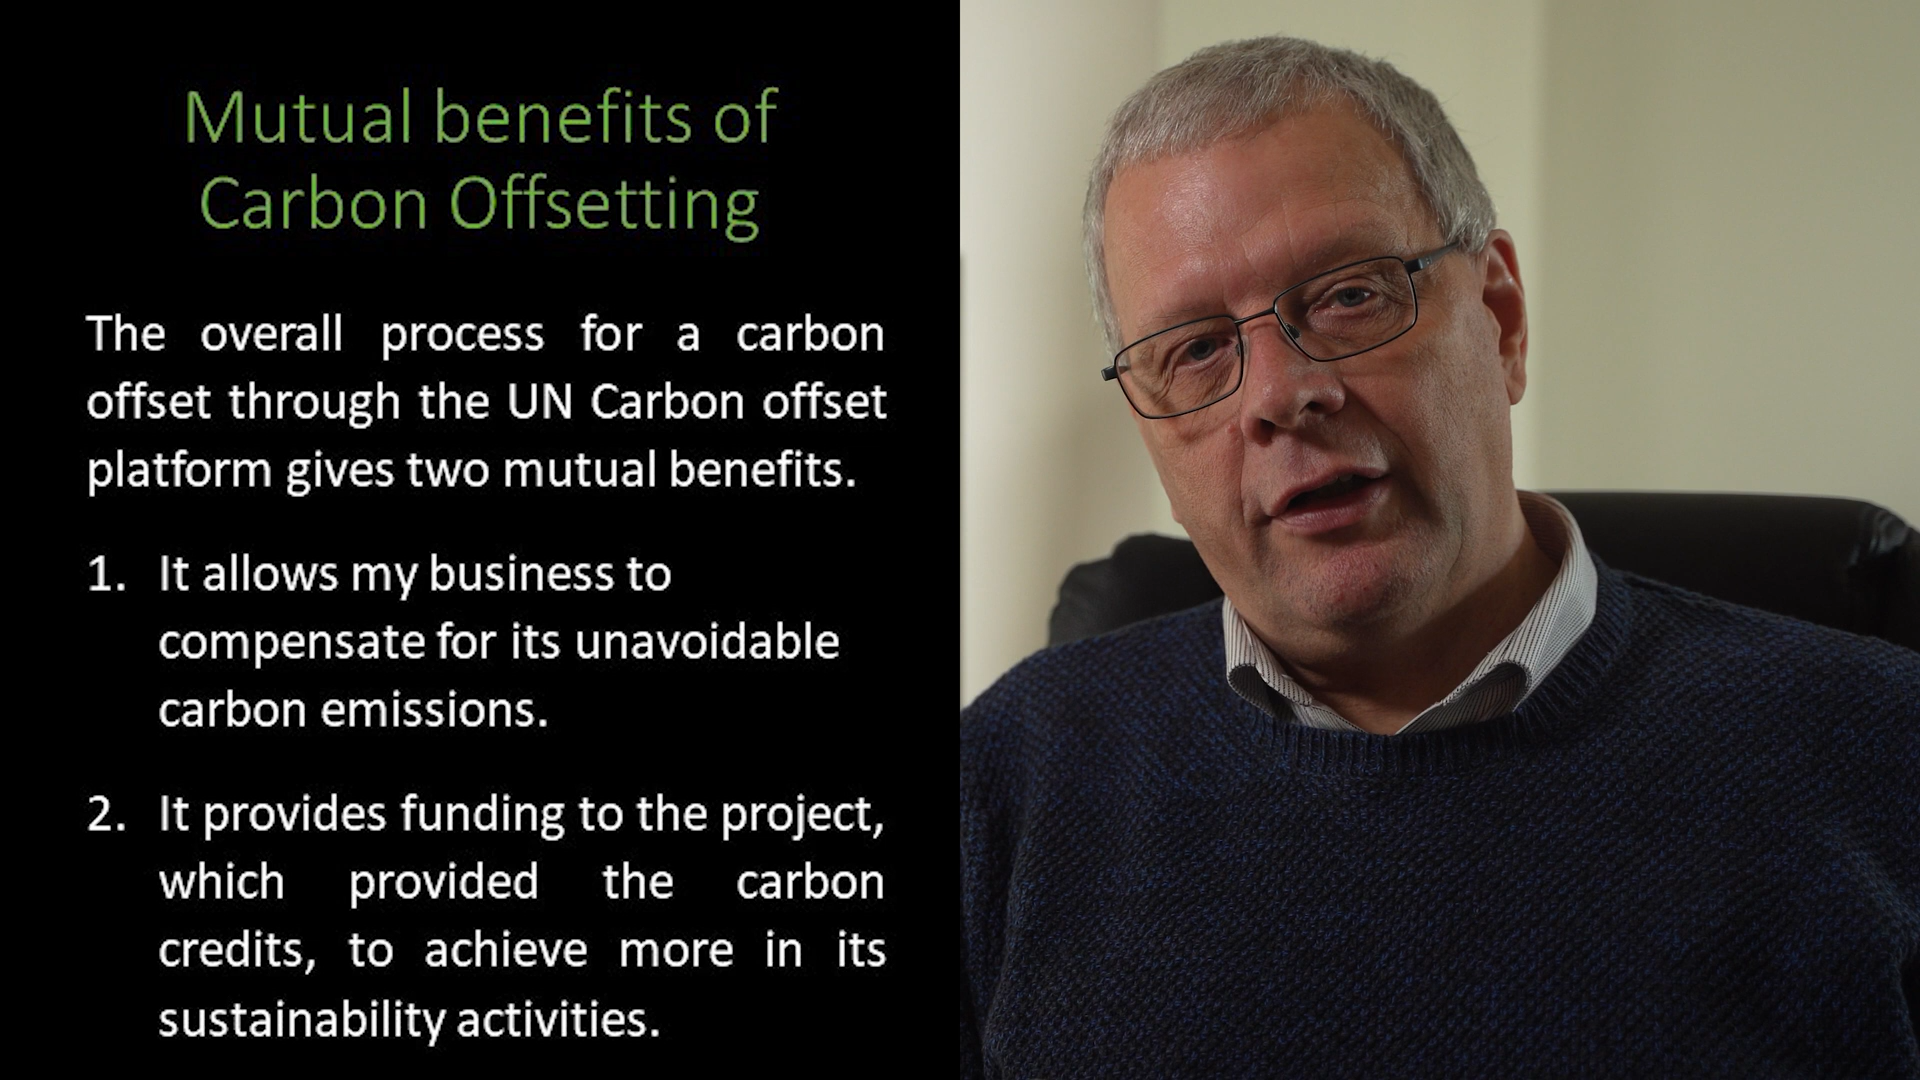 Mutual benefits of
Carbon Offsetting
The overall process for a carbon
offset through the UN Carbon offset
platform gives two mutual benefits.
1. It allows my business to
compensate for its unavoidable
carbon emissions.
2. It provides funding to the project,
which provided the carbon
credits, to achieve more in its
sustainability activities.